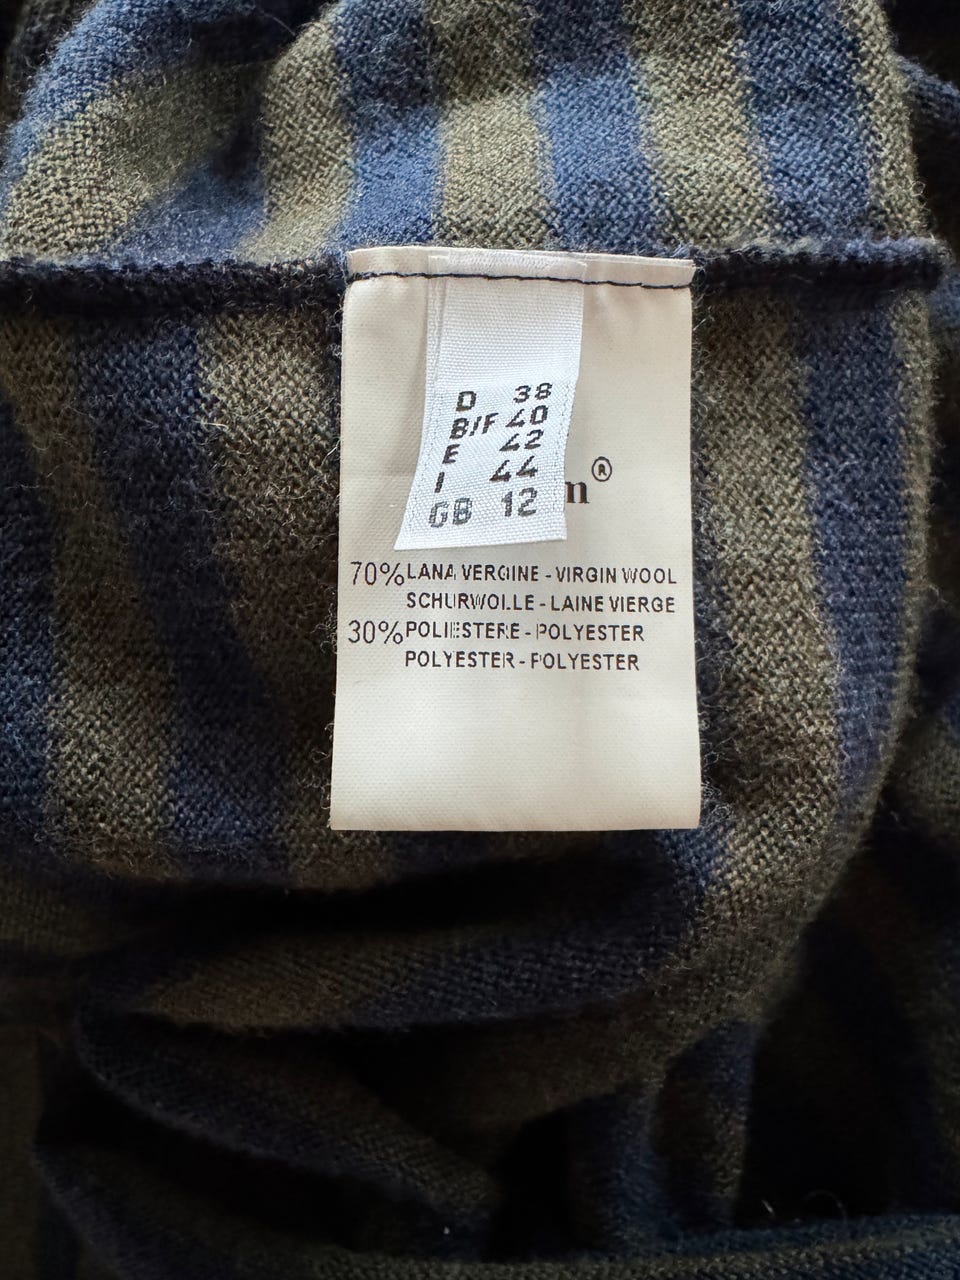 D 38
B/F 40
E 42
I 44
GB 12
n®
70% LANA VERGINE - VIRGIN WOOL
SCHURWOLLE - LAINE VIERGE
30% POLIESTERE - POLYESTER
POLYESTER - POLYESTER